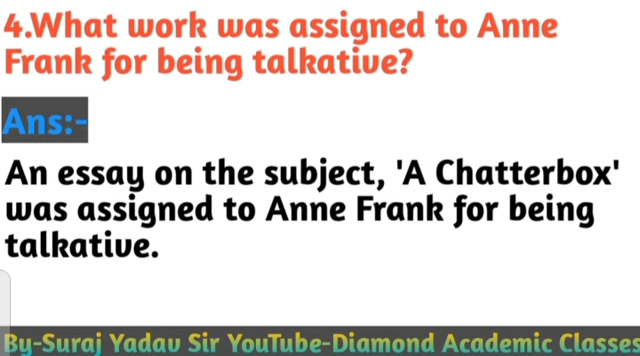 4.What work was assigned to Anne
Frank for being talkative?
Ans:-
An essay on the subject, 'A Chatterbox'
was assigned to Anne Frank for being
talkative.
By-Suraj Yadav Sir YouTube-Diamond Academic Classes